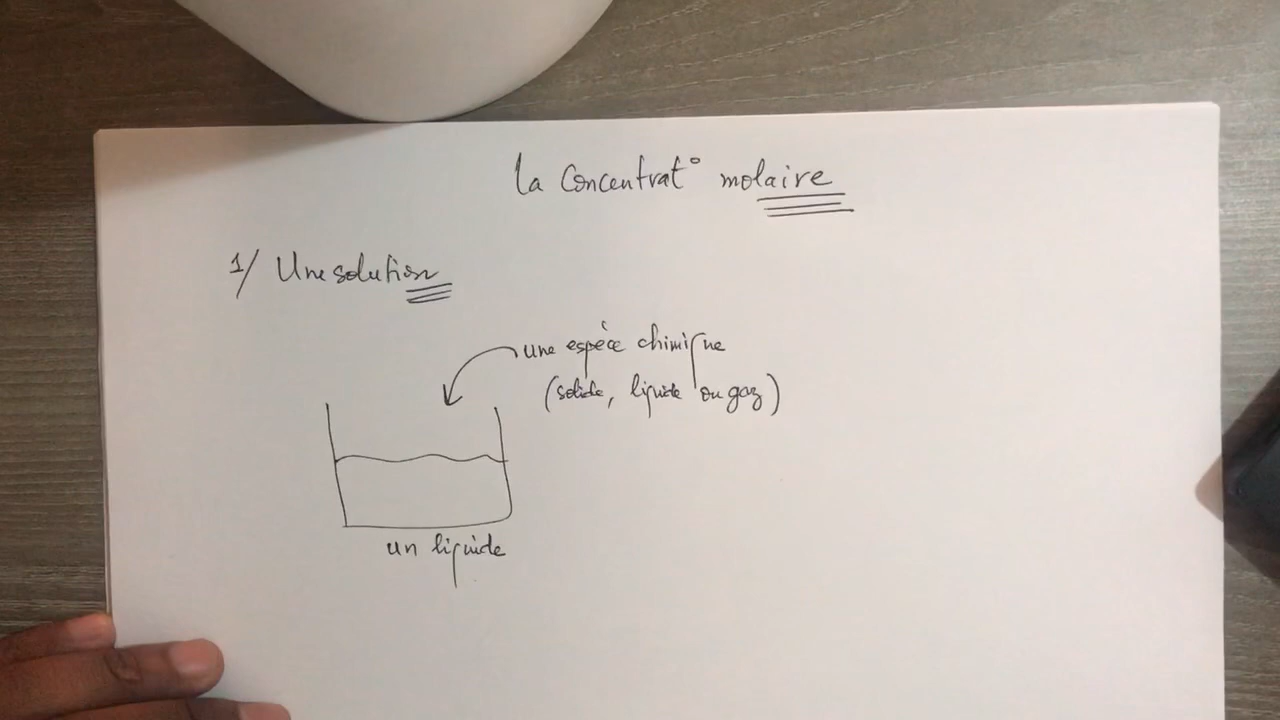 la Concentrat° molaire
1/ Une solution
une espèce chimique
(solide, liquide ou gaz)
un liquide